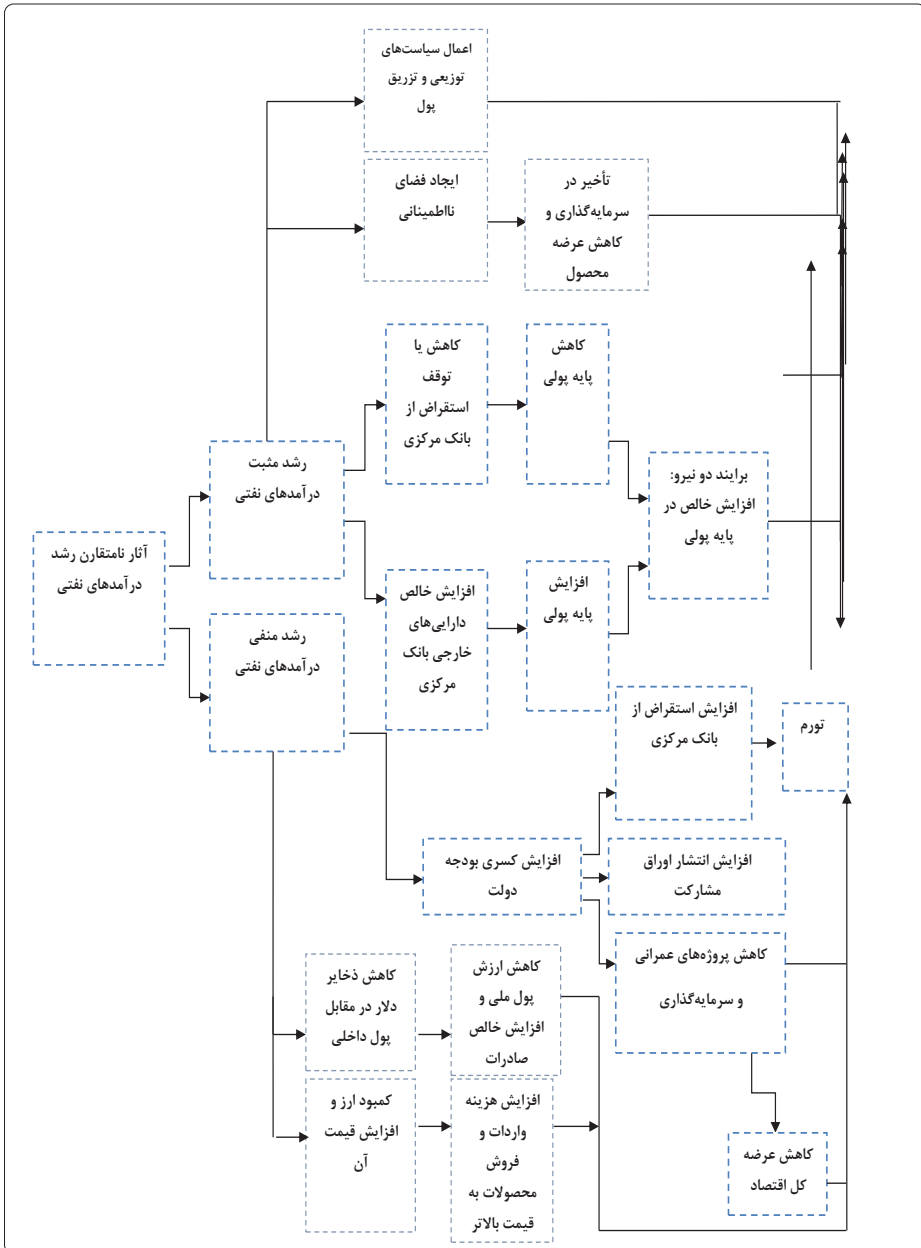 اعمال سیاست‌های
توزیعی و تزریق
پول
ایجاد فضای
نااطمینانی
تأخیر در
سرمایه‌گذاری و
کاهش عرضه
محصول
کاهش یا
توقف
استقراض از
بانک مرکزی
کاهش
پایه پولی
رشد مثبت
درآمدهای نفتی
برایند دو نیرو:
افزایش خالص در
پایه پولی
آثار نامتقارن رشد
درآمدهای نفتی
افزایش خالص
دارایی‌های
خارجی بانک
مرکزی
افزایش
پایه پولی
رشد منفی
درآمدهای نفتی
افزایش استقراض از
بانک مرکزی
تورم
افزایش کسری بودجه
دولت
افزایش انتشار اوراق
مشارکت
کاهش پروژه‌های عمرانی
و سرمایه‌گذاری
کاهش ذخایر
دلار در مقابل
پول داخلی
کاهش ارزش
پول ملی و
افزایش خالص
صادرات
کمبود ارز و
افزایش قیمت
آن
افزایش هزینه
واردات و
فروش
محصولات به
قیمت بالاتر
کاهش عرضه
کل اقتصاد